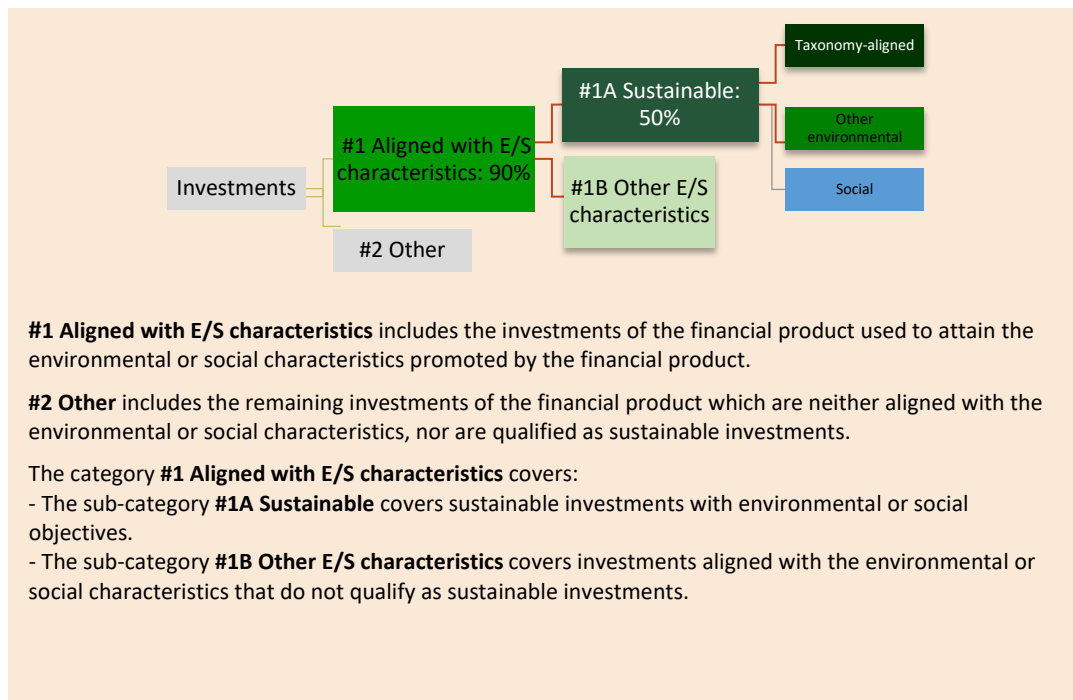 Taxonomy-aligned
#1A Sustainable:
50%
#1 Aligned with E/S
characteristics: 90%
Other
environmental
Investments
#1B Other E/S
characteristics
Social
#2 Other
#1 Aligned with E/S characteristics includes the investments of the financial product used to attain the
environmental or social characteristics promoted by the financial product.
#2 Other includes the remaining investments of the financial product which are neither aligned with the
environmental or social characteristics, nor are qualified as sustainable investments.
The category #1 Aligned with E/S characteristics covers:
- The sub-category #1A Sustainable covers sustainable investments with environmental or social
objectives.
- The sub-category #1B Other E/S characteristics covers investments aligned with the environmental or
social characteristics that do not qualify as sustainable investments.